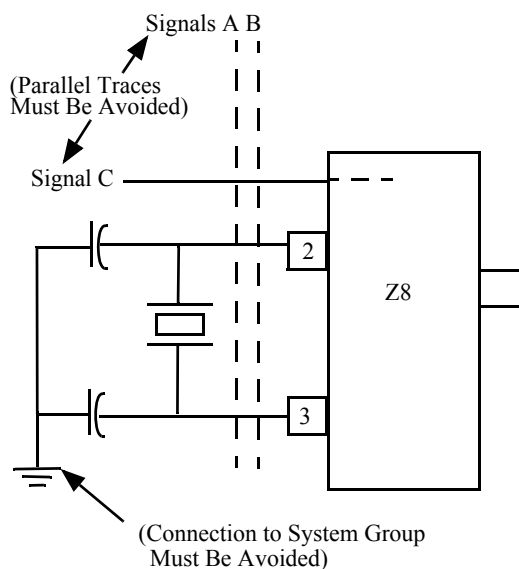 Signals A B
(Parallel Traces
Must Be Avoided)
Signal C
2
Z8
3
(Connection to System Group
Must Be Avoided)